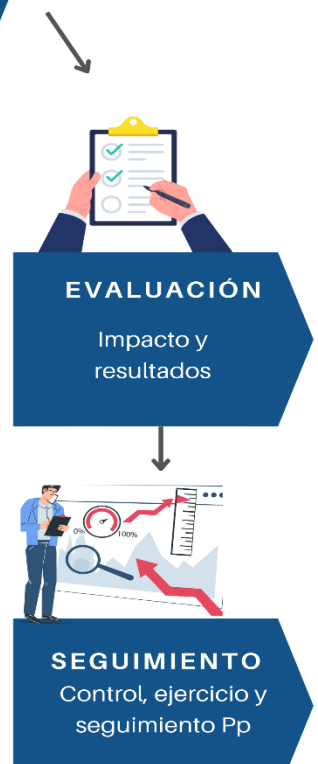 EVALUACIÓN
Impacto y
resultados
0%
100%
SEGUIMIENTO
Control, ejercicio y
seguimiento Pp